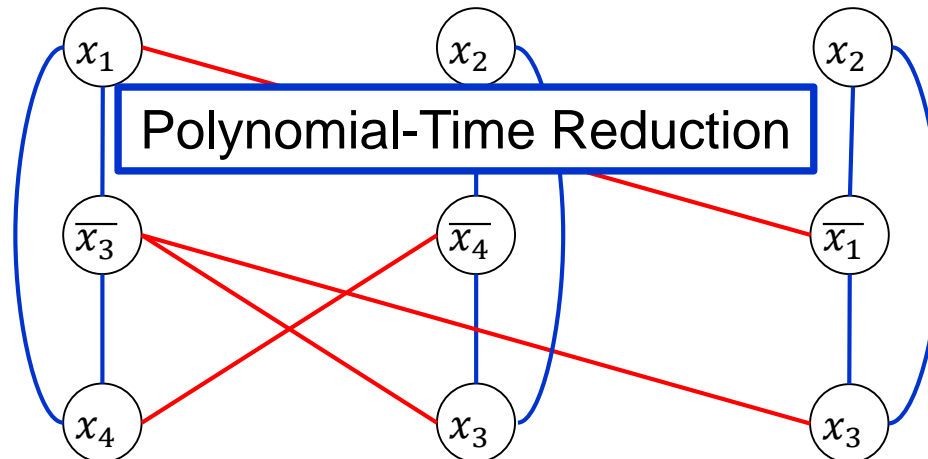 x₁ x₂ x₂
Polynomial-Time Reduction
x̅₃ x̅₄ x̅₁
x₄ x₃ x₃